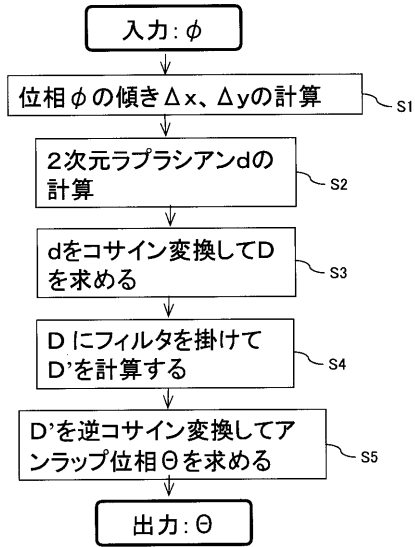 入力:φ
位相φの傾きΔx、Δyの計算
S1
2次元ラプラシアンdの
計算
S2
dをコサイン変換してD
を求める
S3
Dにフィルタを掛けて
D'を計算する
S4
D'を逆コサイン変換してア
ンラップ位相Θを求める
S5
出力:Θ